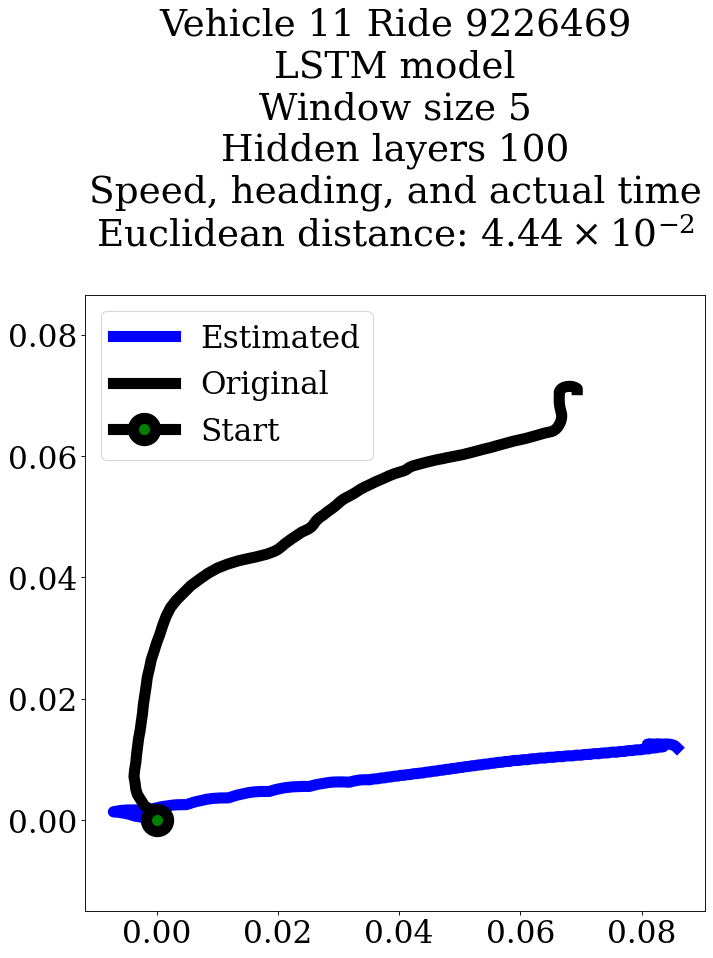 Vehicle 11 Ride 9226469
LSTM model
Window size 5
Hidden layers 100
Speed, heading, and actual time
Euclidean distance: 4.44 × 10⁻²
Estimated
Original
Start
0.08
0.06
0.04
0.02
0.00
0.00 0.02 0.04 0.06 0.08